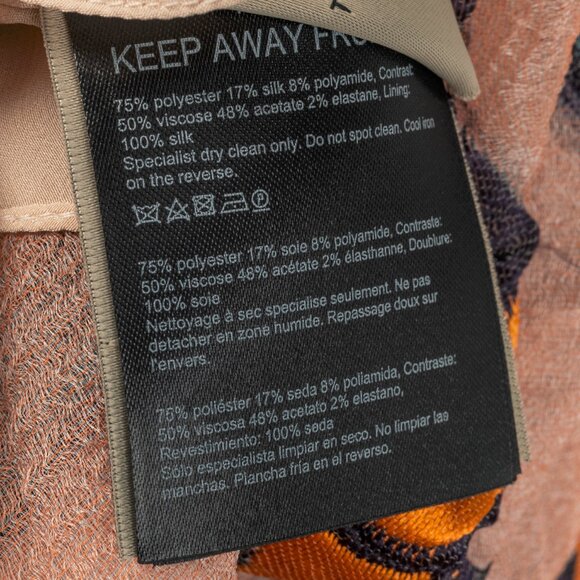 KEEP AWAY
75% polyester 17% silk 8% polyamide, Contrast:
50% viscose 48% acetate 2% elastane, Lining:
100% silk
Specialist dry clean only. Do not spot clean. Cool iron
on the reverse.
P
75% polyester 17% soie 8% polyamide, Contraste:
50% viscose 48% acétate 2% élasthanne, Doublure:
100% soie
Nettoyage à sec specialise seulement. Ne pas
detacher en zone humide. Repassage doux sur
l'envers.
75% poliéster 17% seda 8% poliamida, Contraste:
50% viscosa 48% acetato 2% elastano,
Revestimiento: 100% seda
Sólo especialista limpiar en seco. No limpiar las
manchas. Plancha fría en el reverso.